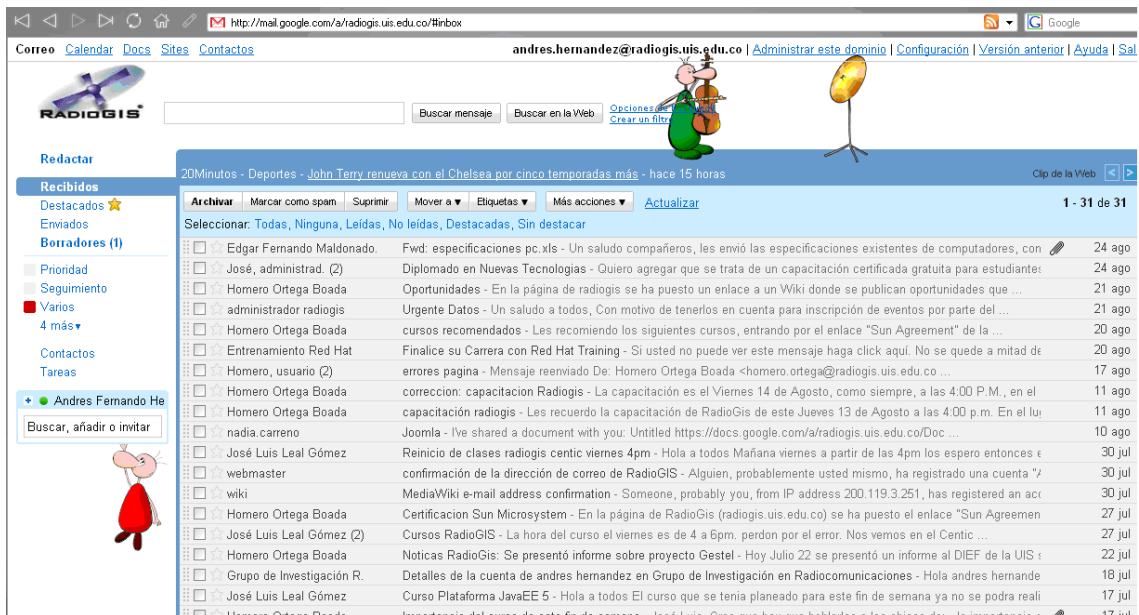 http://mail.google.com/a/radiogis.uis.edu.co/#inbox Google
Correo Calendar Docs Sites Contactos andres.hernandez@radiogis.uis.edu.co | Administrar este dominio | Configuración | Versión anterior | Ayuda | Sal
RADIOGIS
Buscar mensaje Buscar en la Web Opciones de
Crear un filtro
Redactar
Recibidos
Destacados
Enviados
Borradores (1)
Prioridad
Seguimiento
Varios
4 más▾
Contactos
Tareas
Andres Fernando He
Buscar, añadir o invitar
20Minutos - Deportes - John Terry renueva con el Chelsea por cinco temporadas más - hace 15 horas Clip de la Web < >
Archivar Marcar como spam Suprimir Mover a ▾ Etiquetas ▾ Más acciones ▾ Actualizar 1 - 31 de 31
Seleccionar: Todas, Ninguna, Leídas, No leídas, Destacadas, Sin destacar
Edgar Fernando Maldonado. Fwd: especificaciones pc.xls - Un saludo compañeros, les envió las especificaciones existentes de computadores, con 24 ago
José, administrad. (2) Diplomado en Nuevas Tecnologias - Quiero agregar que se trata de un capacitación certificada gratuita para estudiantes 24 ago
Homero Ortega Boada Oportunidades - En la página de radiogis se ha puesto un enlace a un Wiki donde se publican oportunidades que ... 21 ago
administrador radiogis Urgente Datos - Un saludo a todos, Con motivo de tenerlos en cuenta para inscripción de eventos por parte del ... 21 ago
Homero Ortega Boada cursos recomendados - Les recomiendo los siguientes cursos, entrando por el enlace "Sun Agreement" de la ... 20 ago
Entrenamiento Red Hat Finalice su Carrera con Red Hat Training - Si usted no puede ver este mensaje haga click aquí. No se quede a mitad de 20 ago
Homero, usuario (2) errores pagina - Mensaje reenviado De: Homero Ortega Boada <homero.ortega@radiogis.uis.edu.co ... 17 ago
Homero Ortega Boada correccion: capacitacion Radiogis - La capacitación es el Viernes 14 de Agosto, como siempre, a las 4:00 P.M., en el 11 ago
Homero Ortega Boada capacitación radiogis - Les recuerdo la capacitación de RadioGis de este Jueves 13 de Agosto a las 4:00 p.m. En el lu 11 ago
nadia.carreno Joomla - I've shared a document with you: Untitled https://docs.google.com/a/radiogis.uis.edu.co/Doc ... 10 ago
José Luis Leal Gómez Reinicio de clases radiogis centic viernes 4pm - Hola a todos Mañana viernes a partir de las 4pm los espero entonces e 30 jul
webmaster confirmación de la dirección de correo de RadioGIS - Alguien, probablemente usted mismo, ha registrado una cuenta 30 jul
wiki MediaWiki e-mail address confirmation - Someone, probably you, from IP address 200.119.3.251, has registered an acc 30 jul
Homero Ortega Boada Certificacion Sun Microsystem - En la página de RadioGis (radiogis.uis.edu.co) se ha puesto el enlace "Sun Agreemen 27 jul
José Luis Leal Gómez (2) Cursos RadioGIS - La hora del curso el viernes es de 4 a 6pm. perdon por el error. Nos vemos en el Centic ... 27 jul
Homero Ortega Boada Noticas RadioGis: Se presentó informe sobre proyecto Gestel - Hoy Julio 22 se presentó un informe al DIEF de la UIS 22 jul
Grupo de Investigación R. Detalles de la cuenta de andres hernandez en Grupo de Investigación en Radiocomunicaciones - Hola andres hernande 18 jul
José Luis Leal Gómez Curso Plataforma JavaEE 5 - Hola a todos El curso que se tenia planeado para este fin de semana ya no se podra reali 17 jul